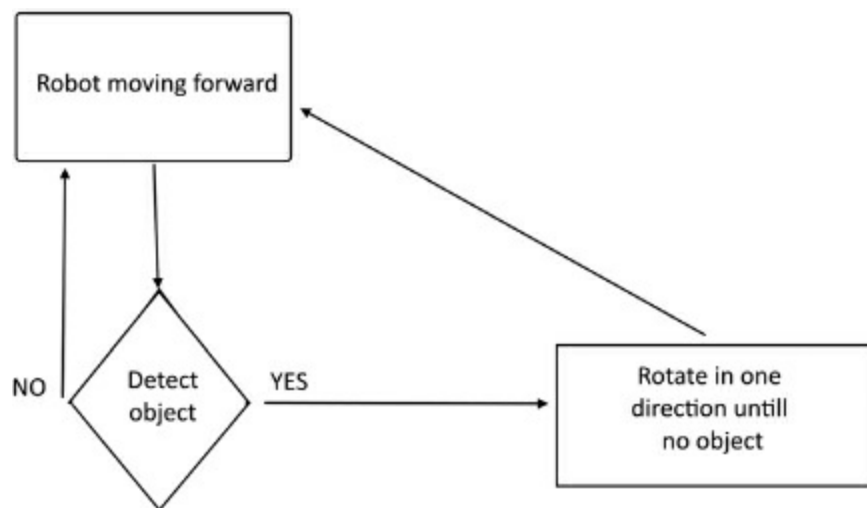 Robot moving forward
NO
Detect
object
YES
Rotate in one
direction untill
no object